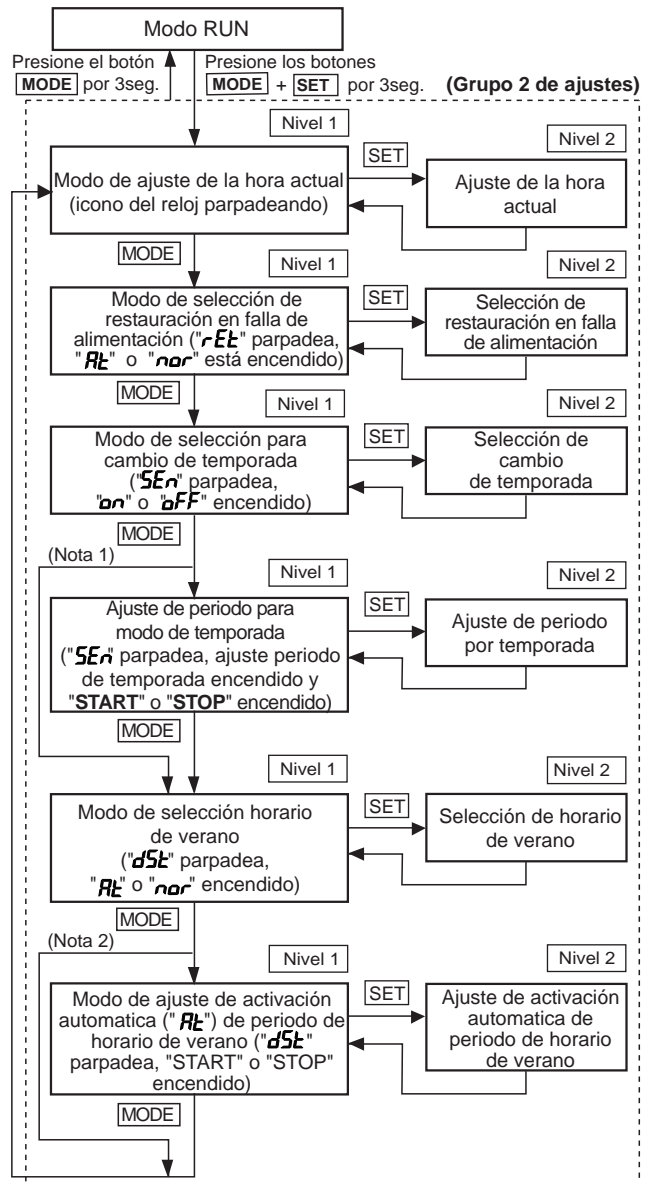 Modo RUN
Presione el botón
MODE por 3seg.
Presione los botones
MODE + SET por 3seg.
(Grupo 2 de ajustes)
Nivel 1
Modo de ajuste de la hora actual
(icono del reloj parpadeando)
SET
Nivel 2
Ajuste de la hora
actual
MODE
Nivel 1
Modo de selección de
restauración en falla de
alimentación ("rEt" parpadea,
"At" o "nor" está encendido)
SET
Nivel 2
Selección de
restauración en falla
de alimentación
MODE
Nivel 1
Modo de selección para
cambio de temporada
("SEn" parpadea,
"on" o "oFF" encendido)
SET
Nivel 2
Selección de
cambio
de temporada
MODE
(Nota 1)
Nivel 1
Ajuste de periodo para
modo de temporada
("SEn" parpadea, ajuste periodo
de temporada encendido y
"START" o "STOP" encendido)
SET
Nivel 2
Ajuste de periodo
por temporada
MODE
Nivel 1
Modo de selección horario
de verano
("dSt" parpadea,
"At" o "nor" encendido)
SET
Nivel 2
Selección de horario
de verano
MODE
(Nota 2)
Nivel 1
Modo de ajuste de activación
automatica ("At") de periodo de
horario de verano ("dSt"
parpadea, "START" o "STOP"
encendido)
SET
Nivel 2
Ajuste de activación
automatica de
periodo de horario
de verano
MODE